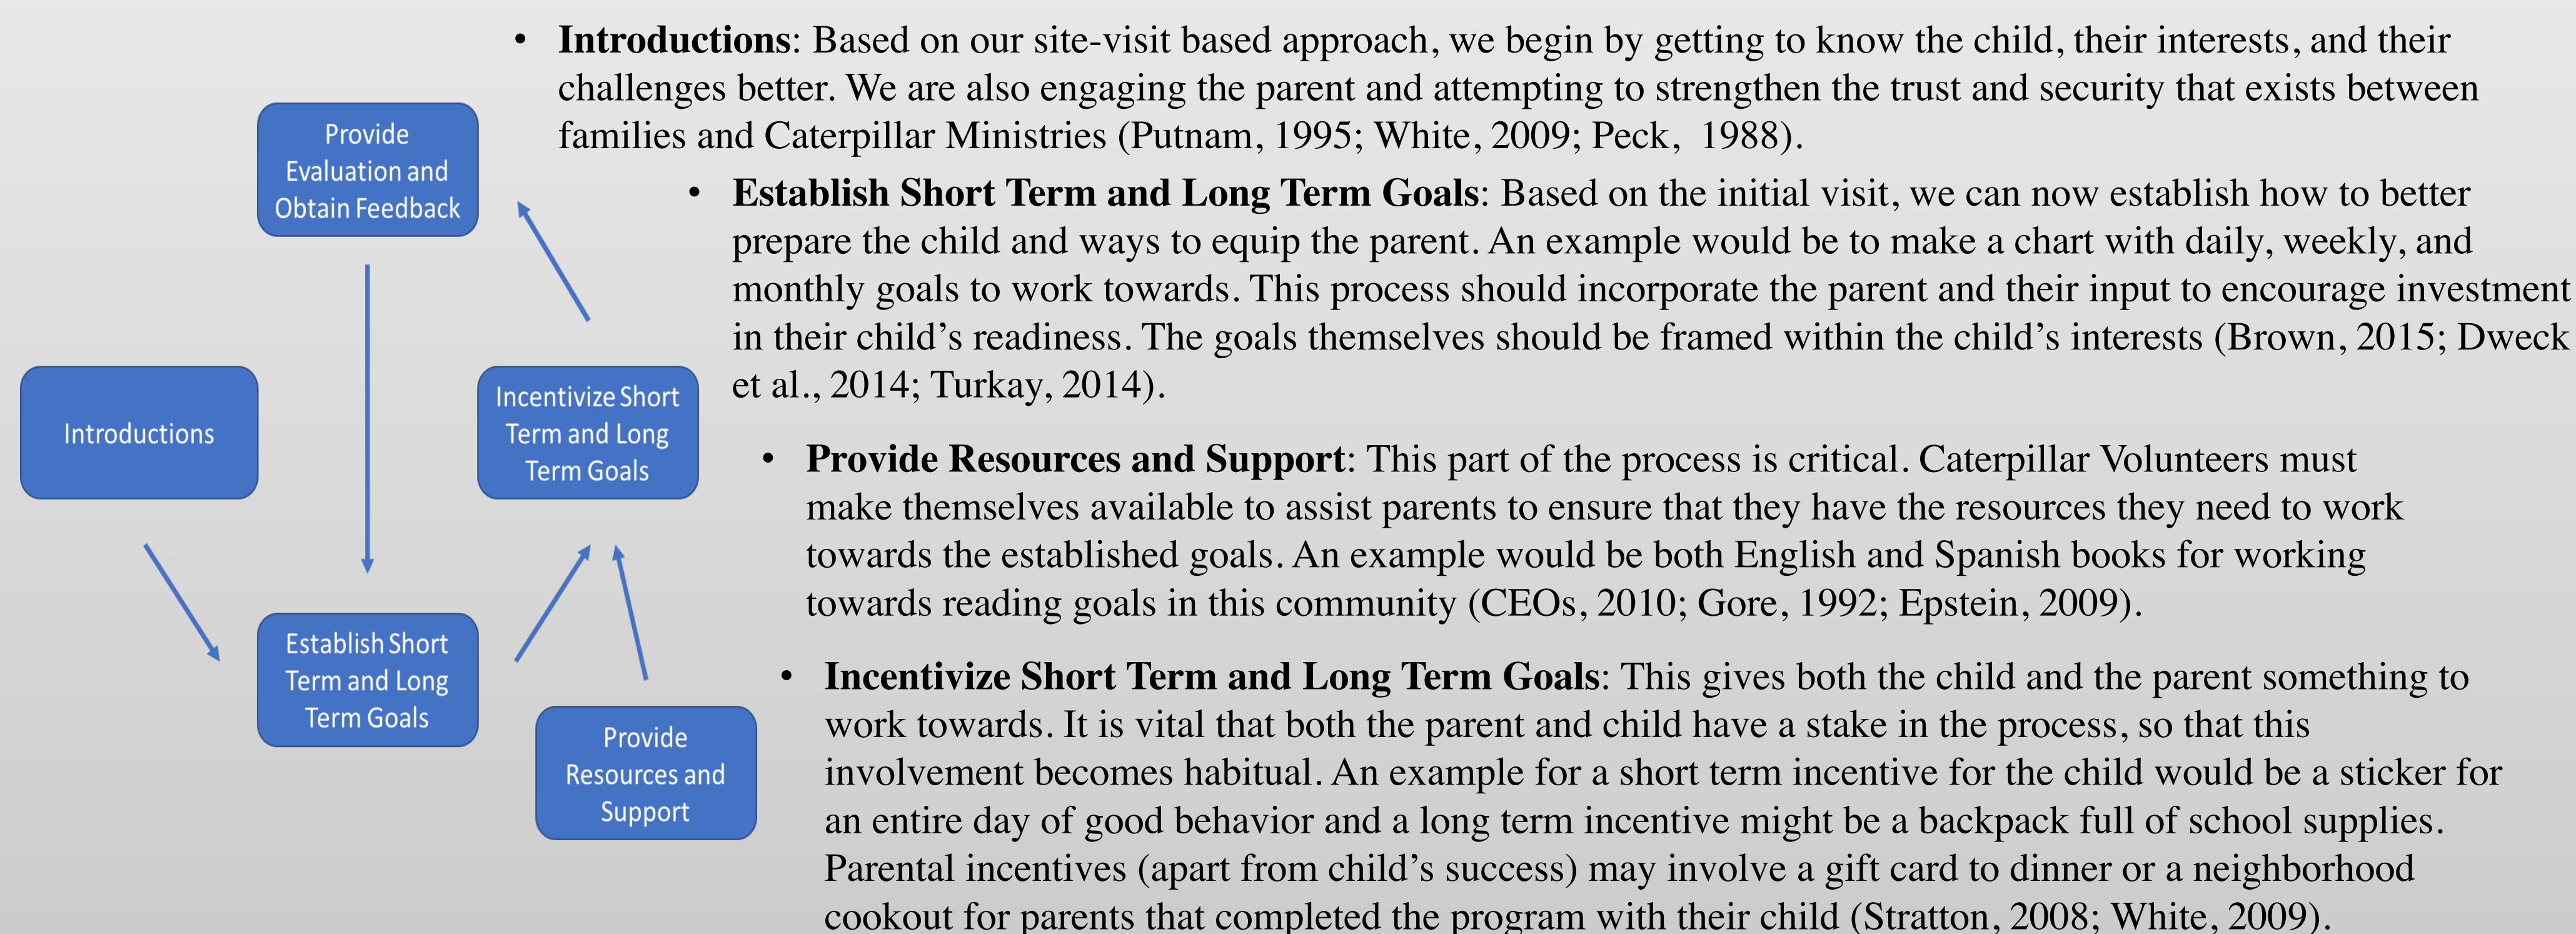 Provide
Evaluation and
Obtain Feedback
Introductions
Incentivize Short
Term and Long
Term Goals
Establish Short
Term and Long
Term Goals
Provide
Resources and
Support
• Introductions: Based on our site-visit based approach, we begin by getting to know the child, their interests, and their
challenges better. We are also engaging the parent and attempting to strengthen the trust and security that exists between
families and Caterpillar Ministries (Putnam, 1995; White, 2009; Peck,  1988).
• Establish Short Term and Long Term Goals: Based on the initial visit, we can now establish how to better
prepare the child and ways to equip the parent. An example would be to make a chart with daily, weekly, and
monthly goals to work towards. This process should incorporate the parent and their input to encourage investment
in their child’s readiness. The goals themselves should be framed within the child’s interests (Brown, 2015; Dweck
et al., 2014; Turkay, 2014).
• Provide Resources and Support: This part of the process is critical. Caterpillar Volunteers must
make themselves available to assist parents to ensure that they have the resources they need to work
towards the established goals. An example would be both English and Spanish books for working
towards reading goals in this community (CEOs, 2010; Gore, 1992; Epstein, 2009).
• Incentivize Short Term and Long Term Goals: This gives both the child and the parent something to
work towards. It is vital that both the parent and child have a stake in the process, so that this
involvement becomes habitual. An example for a short term incentive for the child would be a sticker for
an entire day of good behavior and a long term incentive might be a backpack full of school supplies.
Parental incentives (apart from child’s success) may involve a gift card to dinner or a neighborhood
cookout for parents that completed the program with their child (Stratton, 2008; White, 2009).